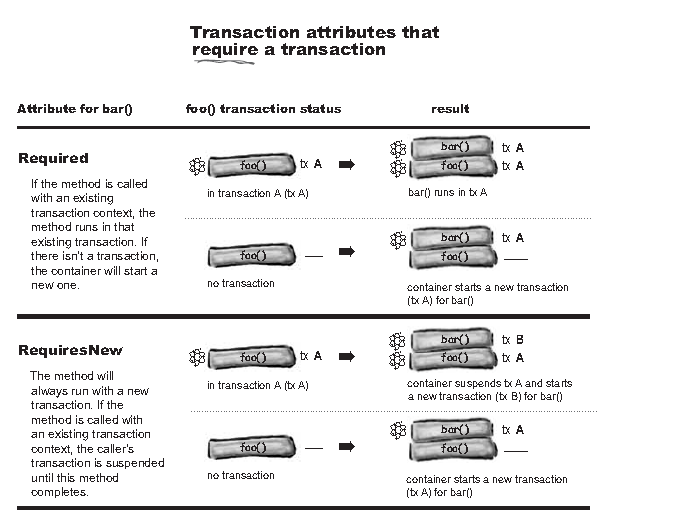 Transaction attributes that
require a transaction
Attribute for bar() foo() transaction status result
Required
If the method is called
with an existing
transaction context, the
method runs in that
existing transaction. If
there isn't a transaction,
the container will start a
new one.
foo() tx A
in transaction A (tx A)
bar() tx A
foo() tx A
bar() runs in tx A
foo()
no transaction
bar() tx A
foo()
container starts a new transaction
(tx A) for bar()
RequiresNew
The method will
always run with a new
transaction. If the
method is called with
an existing transaction
context, the caller's
transaction is suspended
until this method
completes.
foo() tx A
in transaction A (tx A)
bar() tx B
foo() tx A
container suspends tx A and starts
a new transaction (tx B) for bar()
foo()
no transaction
bar() tx A
foo()
container starts a new transaction
(tx A) for bar()